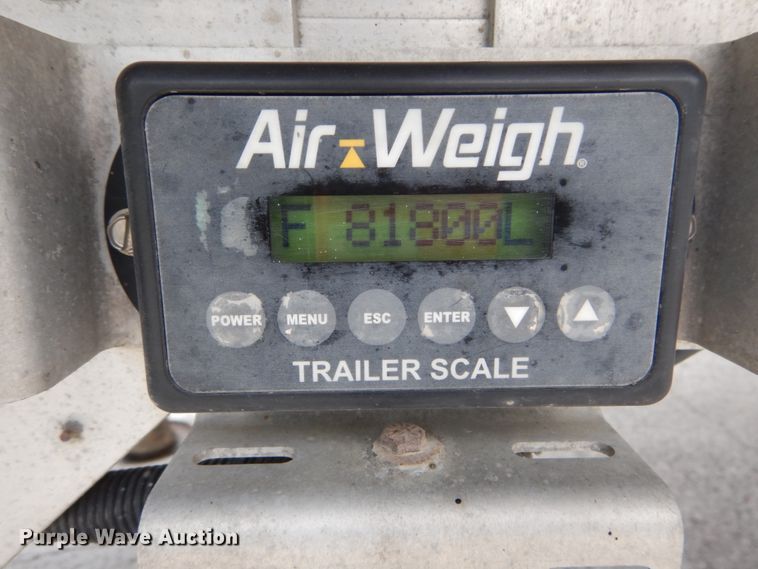 Air-Weigh®
F 81800L
POWER MENU ESC ENTER
TRAILER SCALE
Purple Wave Auction